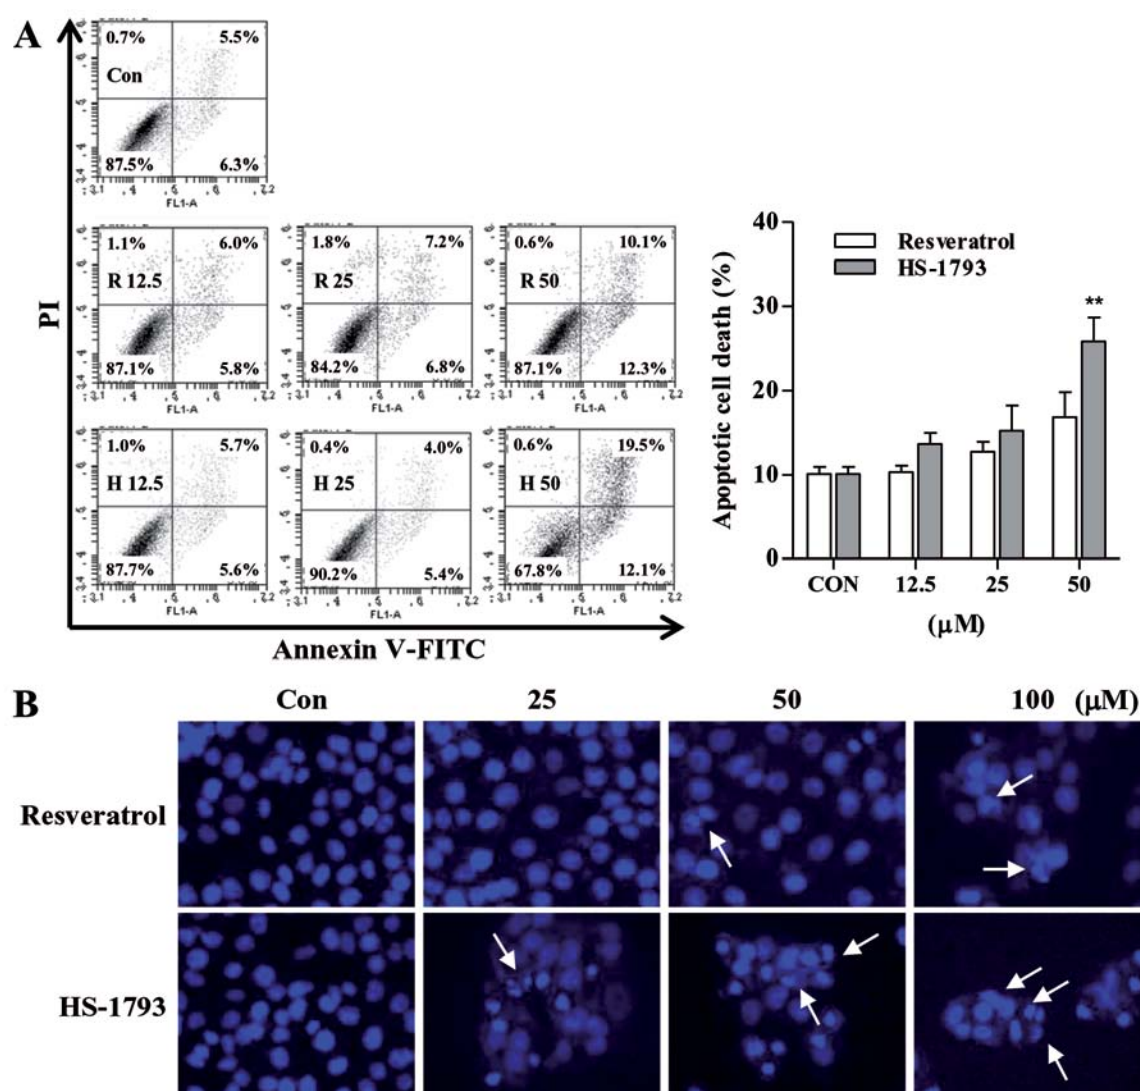 A
0.7% 5.5%
Con
87.5% 6.3%
FL1-A
1.1% 6.0%
R 12.5
87.1% 5.8%
FL1-A
1.8% 7.2%
R 25
84.2% 6.8%
FL1-A
0.6% 10.1%
R 50
87.1% 12.3%
FL1-A
1.0% 5.7%
H 12.5
87.7% 5.6%
FL1-A
0.4% 4.0%
H 25
90.2% 5.4%
FL1-A
0.6% 19.5%
H 50
67.8% 12.1%
FL1-A
PI
Annexin V-FITC
Apoptotic cell death (%)
40
30
20
10
0
Resveratrol
HS-1793
**
CON 12.5 25 50
(μM)
B
Con 25 50 100 (μM)
Resveratrol
HS-1793